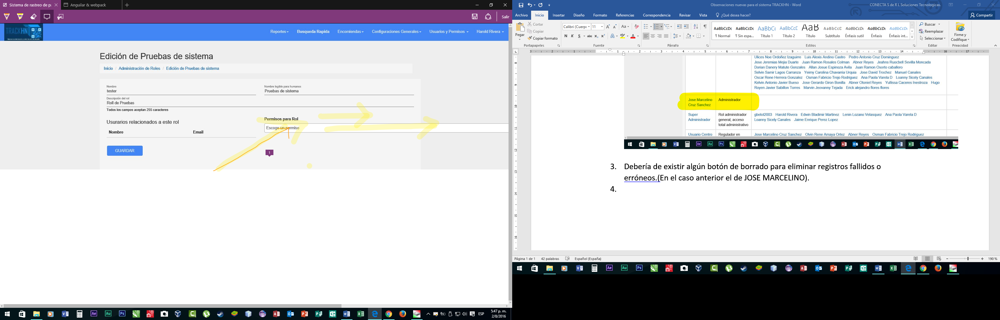 Sistema de rastreo de pa
Anguilar & webpack
Salir
TRACKHN
Reportes
Busqueda Rapida
Encomiendas
Configuraciones Generales
Usuarios y Permisos
Harold Rivera
Edición de Pruebas de sistema
Inicio / Administración de Roles / Edición de Pruebas de sistema
Nombre
tester
Nombre legible para humanos
Pruebas de sistema
Descripción del rol
Roll de Pruebas
Todos los campos aceptan 255 caracteres
Usurarios relacionados a este rol
Nombre
Email
Permisos para Rol
Escoge un permiso
GUARDAR
1
ESP
5:47 p. m.
2/8/2016
Observaciones nuevas para el sistema TRACKHN - Word
CONECTA S de R L Soluciones Tecnologicas.
Archivo
Inicio
Insertar
Diseño
Formato
Referencias
Correspondencia
Revisar
Vista
¿Qué desea hacer?
Compartir
Pegar
Cortar
Copiar
Copiar formato
Portapapeles
Calibri (Cuerpo
11
Fuente
Párrafo
AaBbCcDc
¶ Normal
AaBbCcDc
¶ Sin espa...
AaBbC
Título 1
AaBbCcE
Título 2
AaB
Título
AaBbCcD
Subtítulo
AaBbCcDc
Énfasis sutil
AaBbCcDc
Énfasis
AaBbCcDc
Énfasis int...
Estilos
Buscar
Reemplazar
Seleccionar
Editar
Firme y
Codifique
Privacidad
Ulices Noe Ordoñez Izaguirre Luis Alexis Andino Castro Pedro Antonio Cruz Dominguez
Jose Jeremias Mejia Duarte Juan Ramon Rosales Colman Abner Reyes Jeahns Ruocbell Sevilla Moncada
Dorian Danery Matute Gonzales Allan Josue Espinoza Avila Juan Ramon Osorto caballero
Selvin Samir Lagos Carranza Yeimy Carolina Chavarria Urquia Jose David Trochez Manuel Canales
Oscar Rene Herrera Gonzalez Osman Fabricio Trejo Rodriguez Ana Paola Varela D Loanny Sicely Canales
Kelvin Antonio Javier Bueso Jose Gerardo Giron Bonilla Abner Otoniel Reyes Yullissa Caceres Inestroza Hugo
Royen Javier Sabillon Torres Marvin Jeovanny Tejada Erick alejandro flores flores
Jose Marcelino
Cruz Sanchez
Administrador
Super
Administrador
Rol administrador
general, acceso
total administrativo
gbelot2003 Harold Rivera Edwin Bladimir Martinez Lenin Lozano Velasquez Ana Paola Varela D
Loanny Sicely Canales Jaime Enrique Perez Lopez
Usuario Centro
Regulador en
Jose Marcelino Cruz Sanchez Olvin Rene Amaya Ortez Abner Reyes Osman Fabricio Trejo Rodriguez
3. Debería de existir algún botón de borrado para eliminar registros fallidos o
erróneos.(En el caso anterior el de JOSE MARCELINO).
4.
Página 1 de 1
42 palabras
Español (España)
190 %